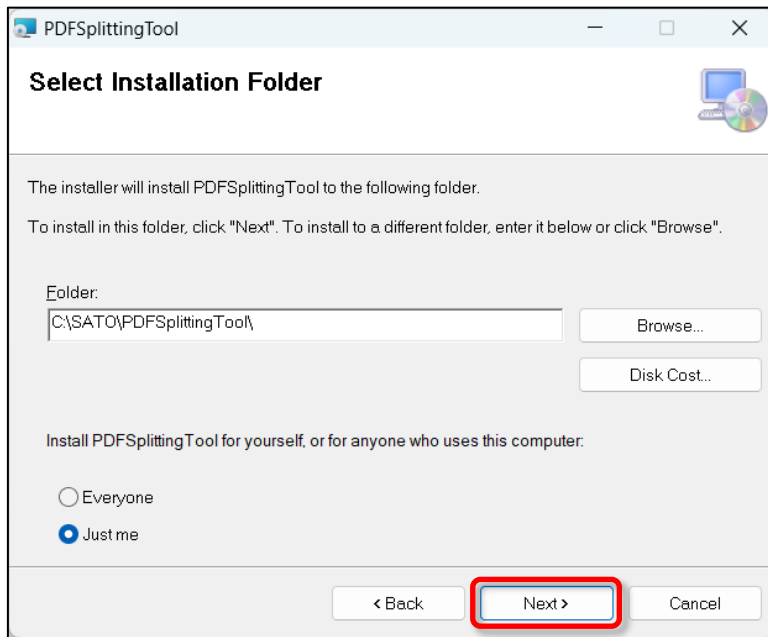 PDFSplittingTool
Select Installation Folder
The installer will install PDFSplittingTool to the following folder.
To install in this folder, click "Next". To install to a different folder, enter it below or click "Browse".
Folder:
C:\SATO\PDFSplittingTool\
Browse...
Disk Cost...
Install PDFSplittingTool for yourself, or for anyone who uses this computer:
Everyone
Just me
< Back Next > Cancel